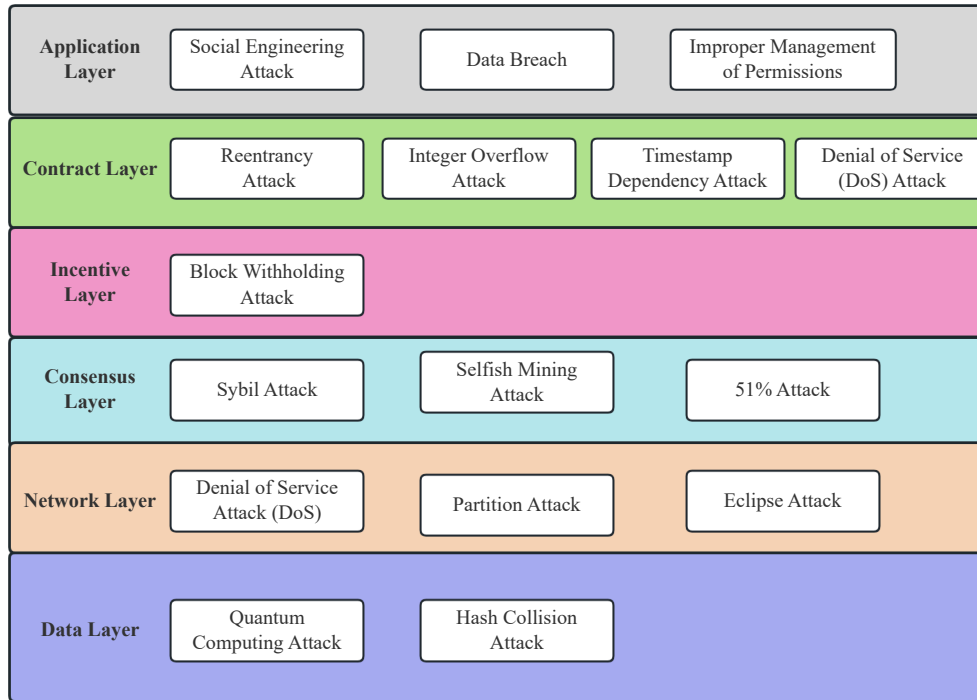 Application
Layer
Social Engineering
Attack
Data Breach
Improper Management
of Permissions
Contract Layer
Reentrancy
Attack
Integer Overflow
Attack
Timestamp
Dependency Attack
Denial of Service
(DoS) Attack
Incentive
Layer
Block Withholding
Attack
Consensus
Layer
Sybil Attack
Selfish Mining
Attack
51% Attack
Network Layer
Denial of Service
Attack (DoS)
Partition Attack
Eclipse Attack
Data Layer
Quantum
Computing Attack
Hash Collision
Attack